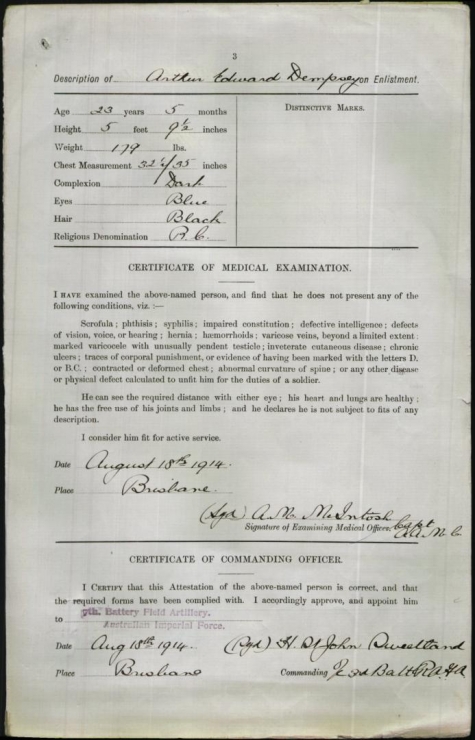 3
Description of Arthur Edward Dempsey on Enlistment.
Age 23 years 5 months
Height 5 feet 9½ inches
Weight 179 lbs.
Chest Measurement 32½/35 inches
Complexion Dark
Eyes Blue
Hair Black
Religious Denomination R.C.
DISTINCTIVE MARKS.
CERTIFICATE OF MEDICAL EXAMINATION.
I HAVE examined the above-named person, and find that he does not present any of the
following conditions, viz. :—
Scrofula ; phthisis ; syphilis ; impaired constitution ; defective intelligence ; defects
of vision, voice, or hearing ; hernia ; hæmorrhoids ; varicose veins, beyond a limited extent ;
marked varicocele with unusually pendent testicle ; inveterate cutaneous disease ; chronic
ulcers ; traces of corporal punishment, or evidence of having been marked with the letters D.
or B.C. ; contracted or deformed chest ; abnormal curvature of spine ; or any other disease
or physical defect calculated to unfit him for the duties of a soldier.
He can see the required distance with either eye ; his heart and lungs are healthy ;
he has the free use of his joints and limbs ; and he declares he is not subject to fits of any
description.
I consider him fit for active service.
Date August 18th 1914.
Place Brisbane.
(Sgd) A. M. McIntosh Capt
Signature of Examining Medical Officer. A.A.M.C.
CERTIFICATE OF COMMANDING OFFICER.
I CERTIFY that this Attestation of the above-named person is correct, and that
the required forms have been complied with. I accordingly approve, and appoint him
to 7th. Battery Field Artillery.
Australian Imperial Force.
Date Aug 18th 1914. (Sgd) H. St John Sweetland
Place Brisbane Commanding 3rd Batt R.A.G.A